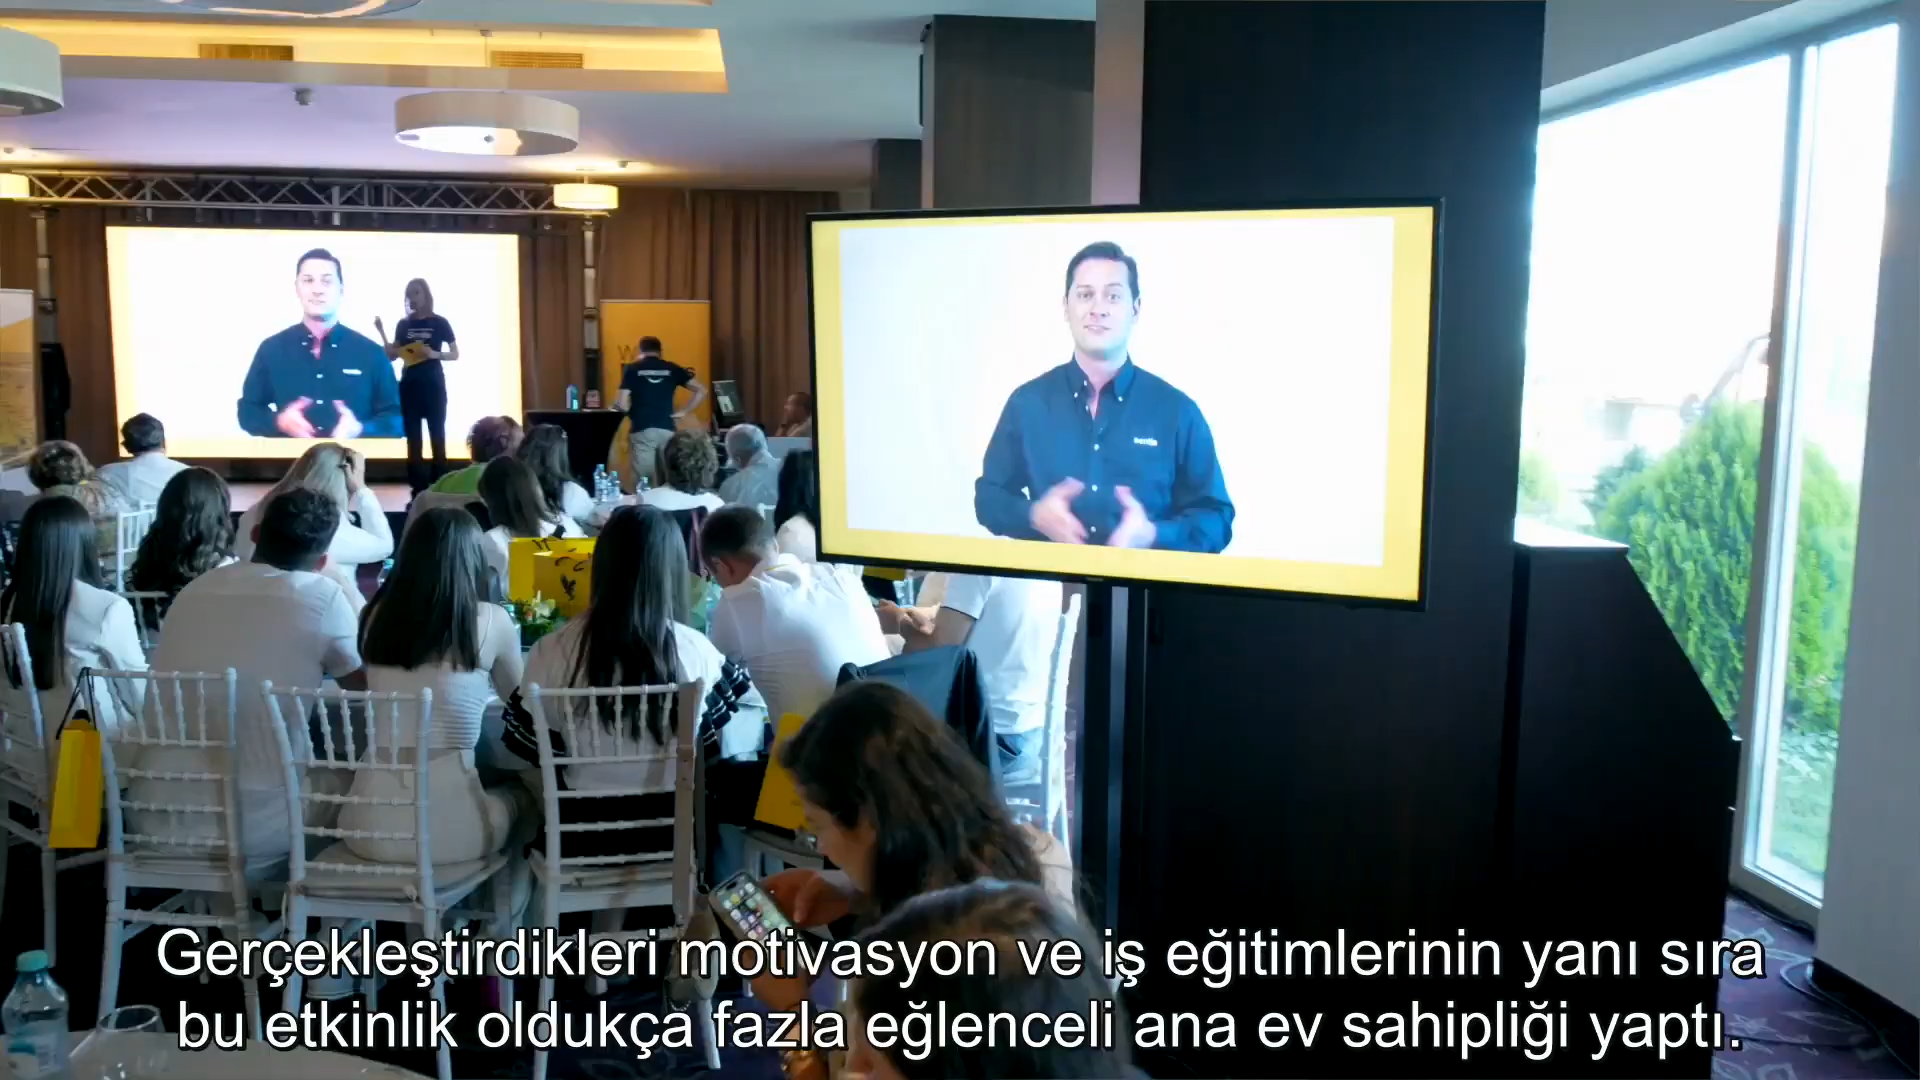 Gerçekleştirdikleri motivasyon ve iş eğitimlerinin yanı sıra
bu etkinlik oldukça fazla eğlenceli ana ev sahipliği yaptı.